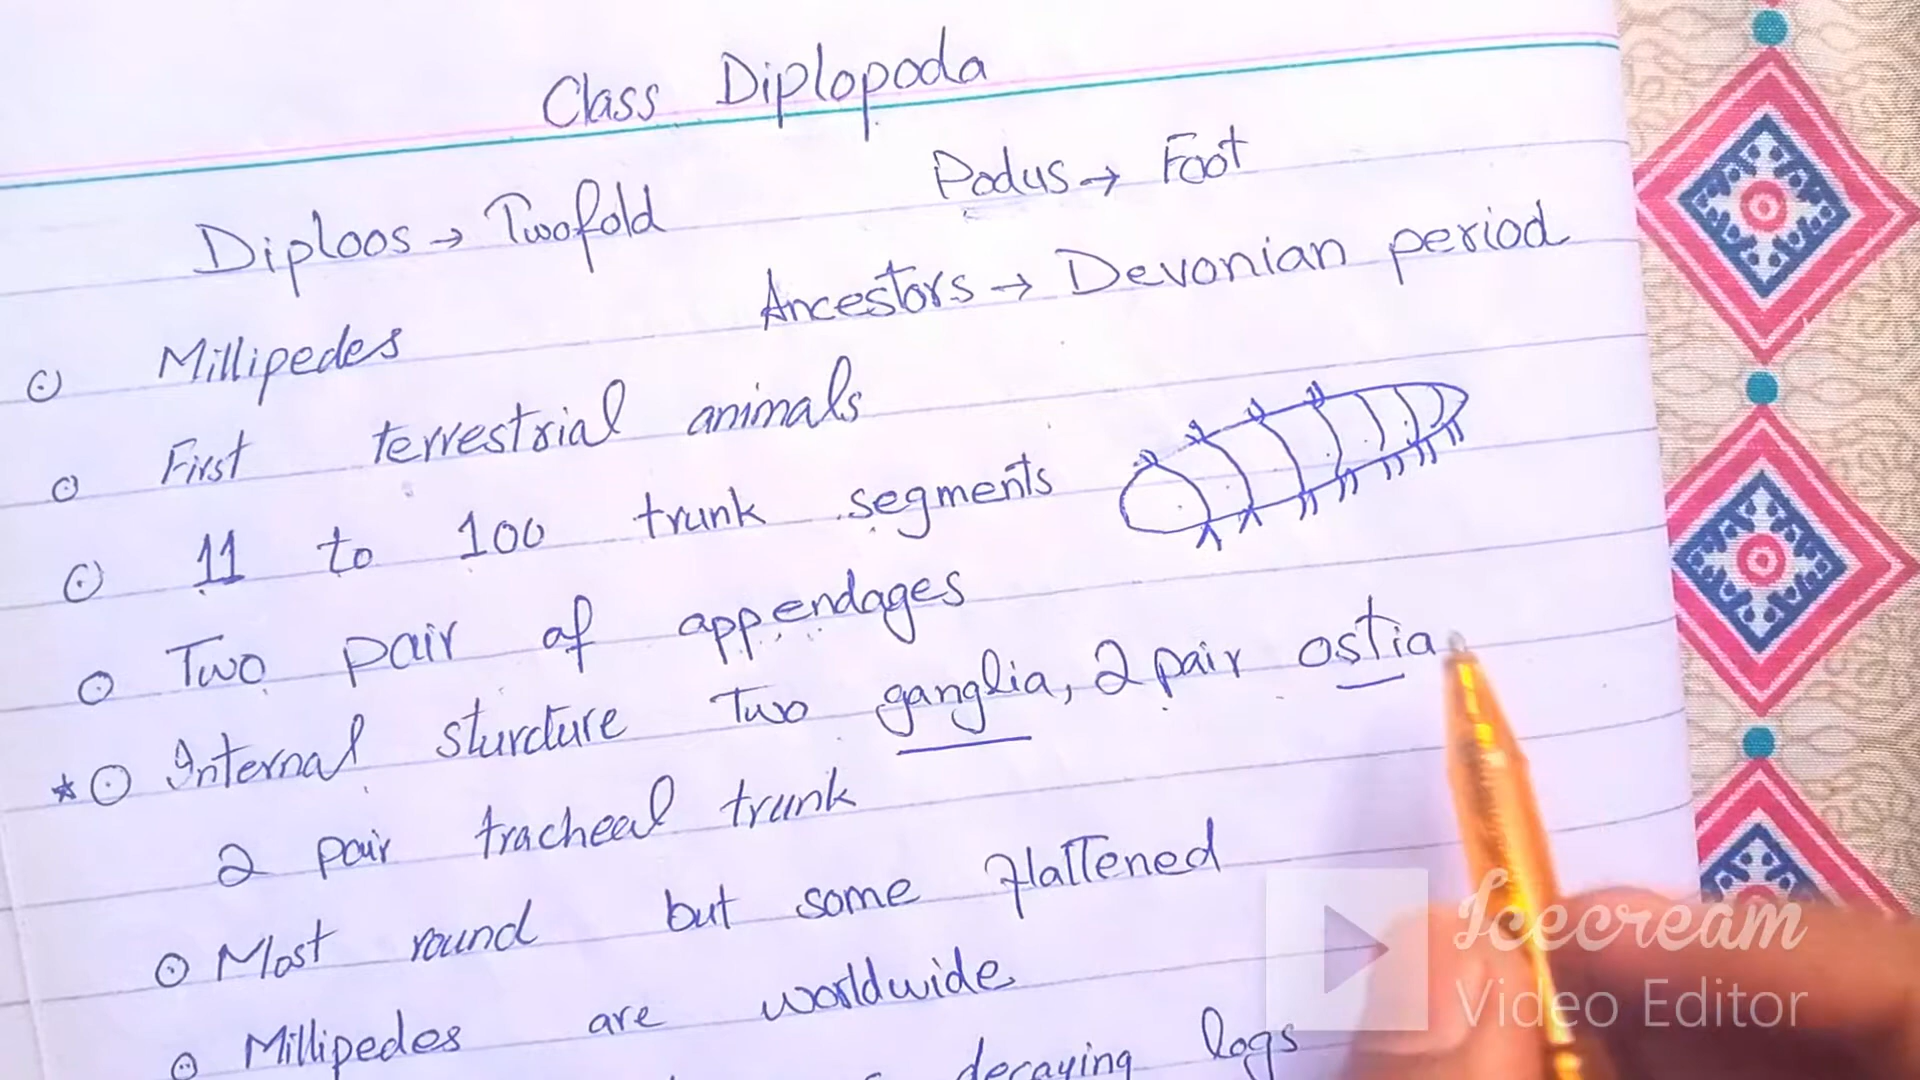 Class Diplopoda
Diploos → Twofold Podus → Foot
Ancestors → Devonian period
Millipedes
First terrestrial animals
11 to 100 trunk segments
Two pair of appendages
Internal sturcture Two ganglia, 2 pair ostia
2 pair tracheal trunk
Most round but some flattened
Millipedes are worldwide
decaying logs
Icecream
Video Editor